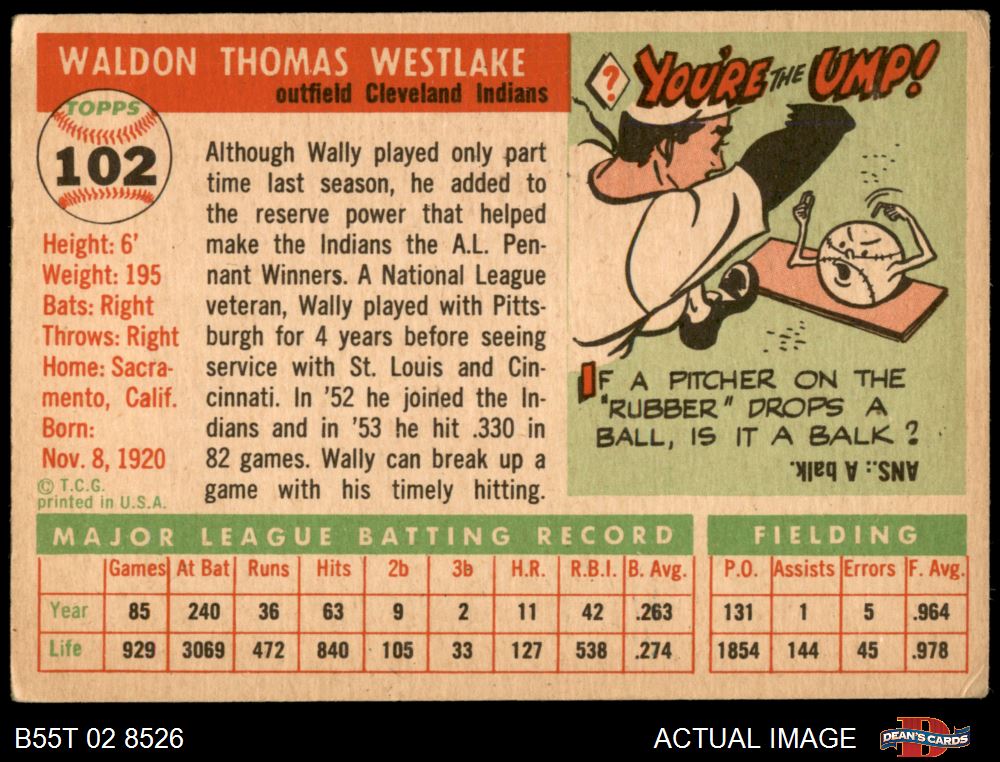 WALDON THOMAS WESTLAKE
outfield Cleveland Indians
TOPPS
102
Height: 6'
Weight: 195
Bats: Right
Throws: Right
Home: Sacra-
mento, Calif.
Born:
Nov. 8, 1920
© T.C.G.
printed in U.S.A.
Although Wally played only part
time last season, he added to
the reserve power that helped
make the Indians the A.L. Pen-
nant Winners. A National League
veteran, Wally played with Pitts-
burgh for 4 years before seeing
service with St. Louis and Cin-
cinnati. In '52 he joined the In-
dians and in '53 he hit .330 in
82 games. Wally can break up a
game with his timely hitting.
? YOU'RE THE UMP!
IF A PITCHER ON THE
"RUBBER" DROPS A
BALL, IS IT A BALK?
ANS.: A balk.
MAJOR LEAGUE BATTING RECORD
Games At Bat Runs Hits 2b 3b H.R. R.B.I. B. Avg.
Year 85 240 36 63 9 2 11 42 .263
Life 929 3069 472 840 105 33 127 538 .274
FIELDING
P.O. Assists Errors F. Avg.
131 1 5 .964
1854 144 45 .978
B55T 02 8526
ACTUAL IMAGE
D
DEAN'S CARDS